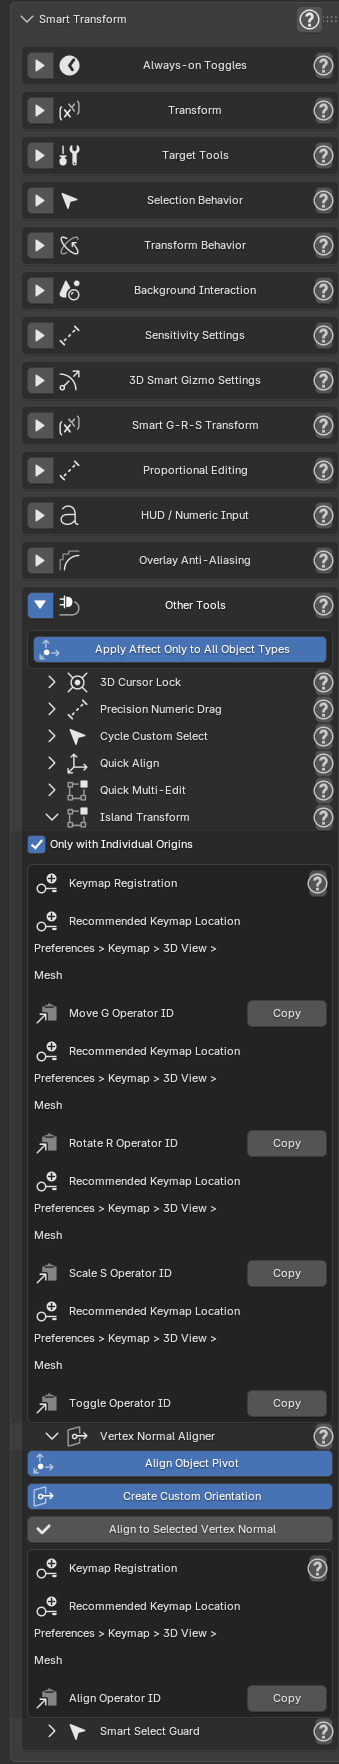 Smart Transform
Always-on Toggles
Transform
Target Tools
Selection Behavior
Transform Behavior
Background Interaction
Sensitivity Settings
3D Smart Gizmo Settings
Smart G-R-S Transform
Proportional Editing
HUD / Numeric Input
Overlay Anti-Aliasing
Other Tools
Apply Affect Only to All Object Types
3D Cursor Lock
Precision Numeric Drag
Cycle Custom Select
Quick Align
Quick Multi-Edit
Island Transform
Only with Individual Origins
Keymap Registration
Recommended Keymap Location
Preferences > Keymap > 3D View >
Mesh
Move G Operator ID Copy
Recommended Keymap Location
Preferences > Keymap > 3D View >
Mesh
Rotate R Operator ID Copy
Recommended Keymap Location
Preferences > Keymap > 3D View >
Mesh
Scale S Operator ID Copy
Recommended Keymap Location
Preferences > Keymap > 3D View >
Mesh
Toggle Operator ID Copy
Vertex Normal Aligner
Align Object Pivot
Create Custom Orientation
Align to Selected Vertex Normal
Keymap Registration
Recommended Keymap Location
Preferences > Keymap > 3D View >
Mesh
Align Operator ID Copy
Smart Select Guard